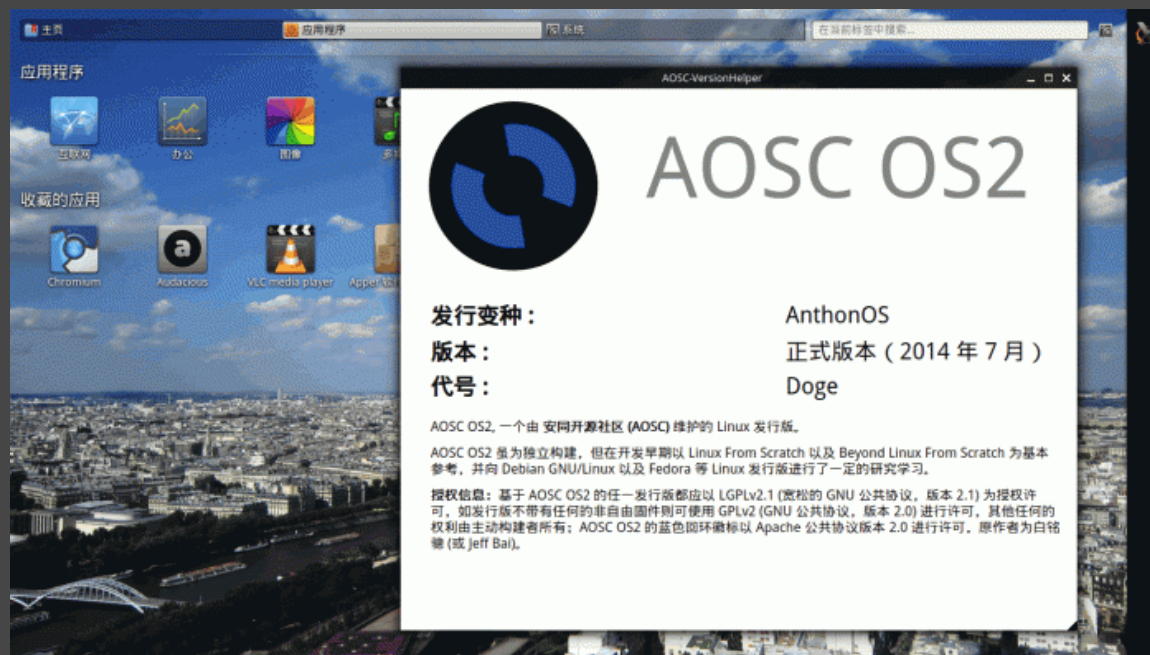 主页
应用程序
系统
在当前标签中搜索...
应用程序
互联网
办公
图像
收藏的应用
Chromium
Audacious
VLC media player
Apper
AOSC-VersionHelper
AOSC OS2
发行变种：
AnthonOS
版本：
正式版本（2014 年 7 月）
代号：
Doge
AOSC OS2, 一个由 安同开源社区 (AOSC) 维护的 Linux 发行版。
AOSC OS2 虽为独立构建，但在开发早期以 Linux From Scratch 以及 Beyond Linux From Scratch 为基本
参考，并向 Debian GNU/Linux 以及 Fedora 等 Linux 发行版进行了一定的研究学习。
授权信息：基于 AOSC OS2 的任一发行版都应以 LGPLv2.1 (宽松的 GNU 公共协议，版本 2.1) 为授权许
可，如发行版不带有任何的非自由固件则可使用 GPLv2 (GNU 公共协议，版本 2.0) 进行许可，其他任何的
权利由主动构建者所有；AOSC OS2 的蓝色回环徽标以 Apache 公共协议版本 2.0 进行许可，原作者为白铭
骢 (或 Jeff Bai)。